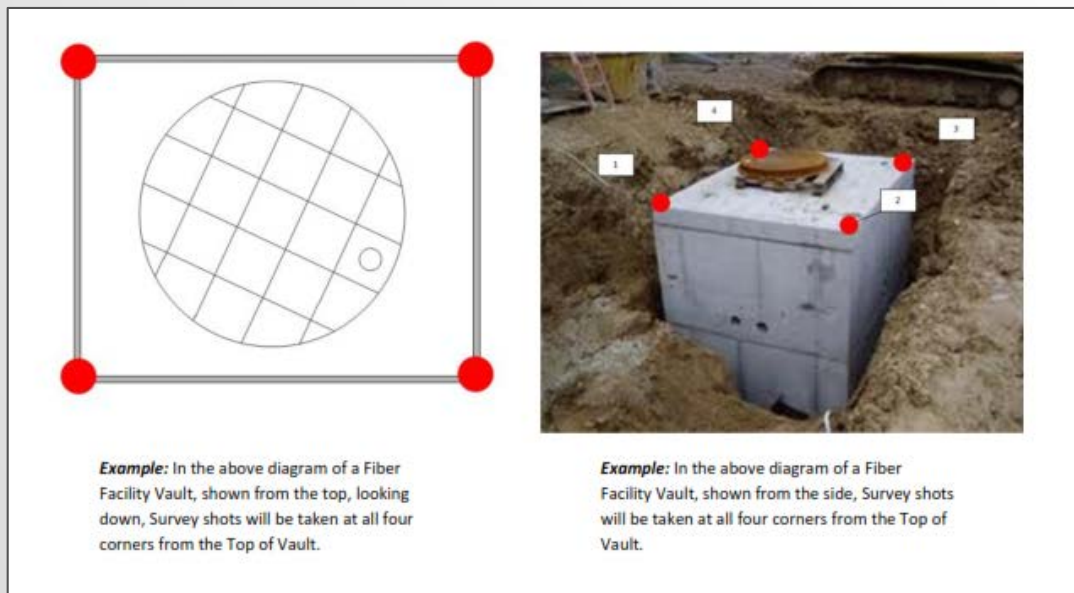 4
3
1
2
Example: In the above diagram of a Fiber
Facility Vault, shown from the top, looking
down, Survey shots will be taken at all four
corners from the Top of Vault.
Example: In the above diagram of a Fiber
Facility Vault, shown from the side, Survey shots
will be taken at all four corners from the Top of
Vault.